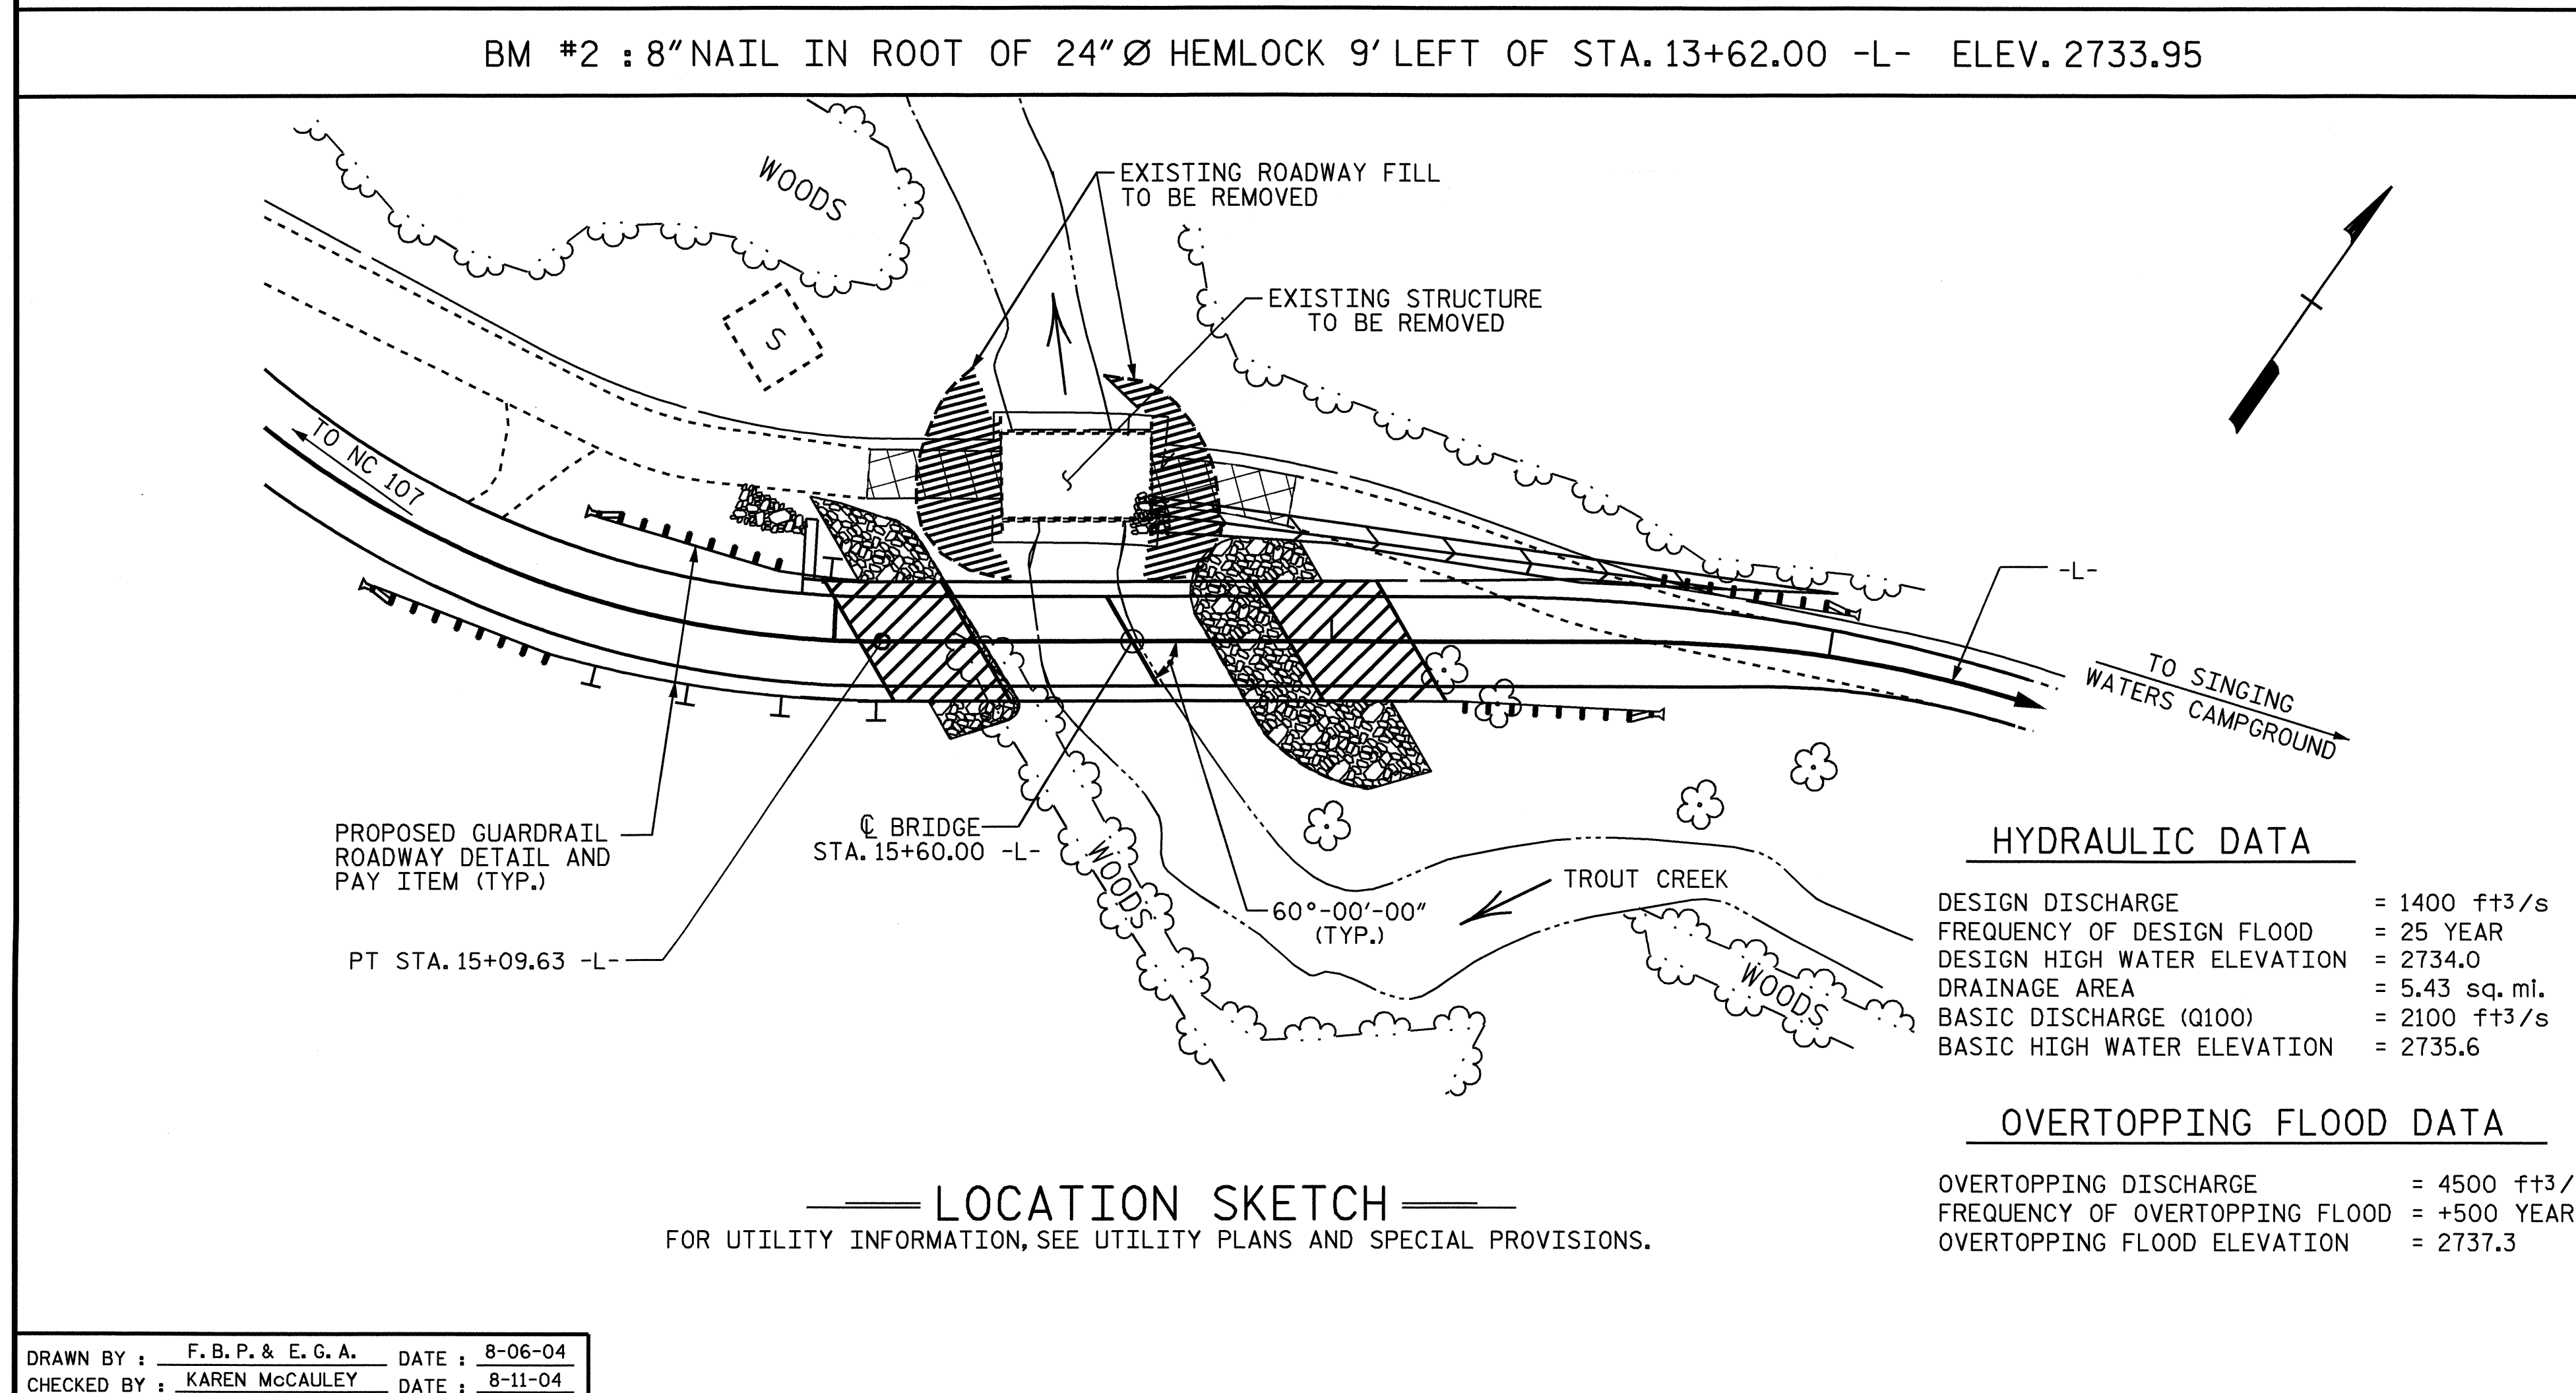 BM #2 : 8" NAIL IN ROOT OF 24"Ø HEMLOCK 9' LEFT OF STA. 13+62.00 -L- ELEV. 2733.95
WOODS
EXISTING ROADWAY FILL
TO BE REMOVED
EXISTING STRUCTURE
TO BE REMOVED
S
TO NC 107
-L-
TO SINGING
WATERS CAMPGROUND
PROPOSED GUARDRAIL
ROADWAY DETAIL AND
PAY ITEM (TYP.)
℄ BRIDGE
STA. 15+60.00 -L-
WOODS
PT STA. 15+09.63 -L-
60°-00'-00"
(TYP.)
TROUT CREEK
WOODS
HYDRAULIC DATA
DESIGN DISCHARGE = 1400 ft3/s
FREQUENCY OF DESIGN FLOOD = 25 YEAR
DESIGN HIGH WATER ELEVATION = 2734.0
DRAINAGE AREA = 5.43 sq. mi.
BASIC DISCHARGE (Q100) = 2100 ft3/s
BASIC HIGH WATER ELEVATION = 2735.6
OVERTOPPING FLOOD DATA
OVERTOPPING DISCHARGE = 4500 ft3/
FREQUENCY OF OVERTOPPING FLOOD = +500 YEAR
OVERTOPPING FLOOD ELEVATION = 2737.3
LOCATION SKETCH
FOR UTILITY INFORMATION, SEE UTILITY PLANS AND SPECIAL PROVISIONS.
DRAWN BY : F. B. P. & E. G. A. DATE : 8-06-04
CHECKED BY : KAREN McCAULEY DATE : 8-11-04